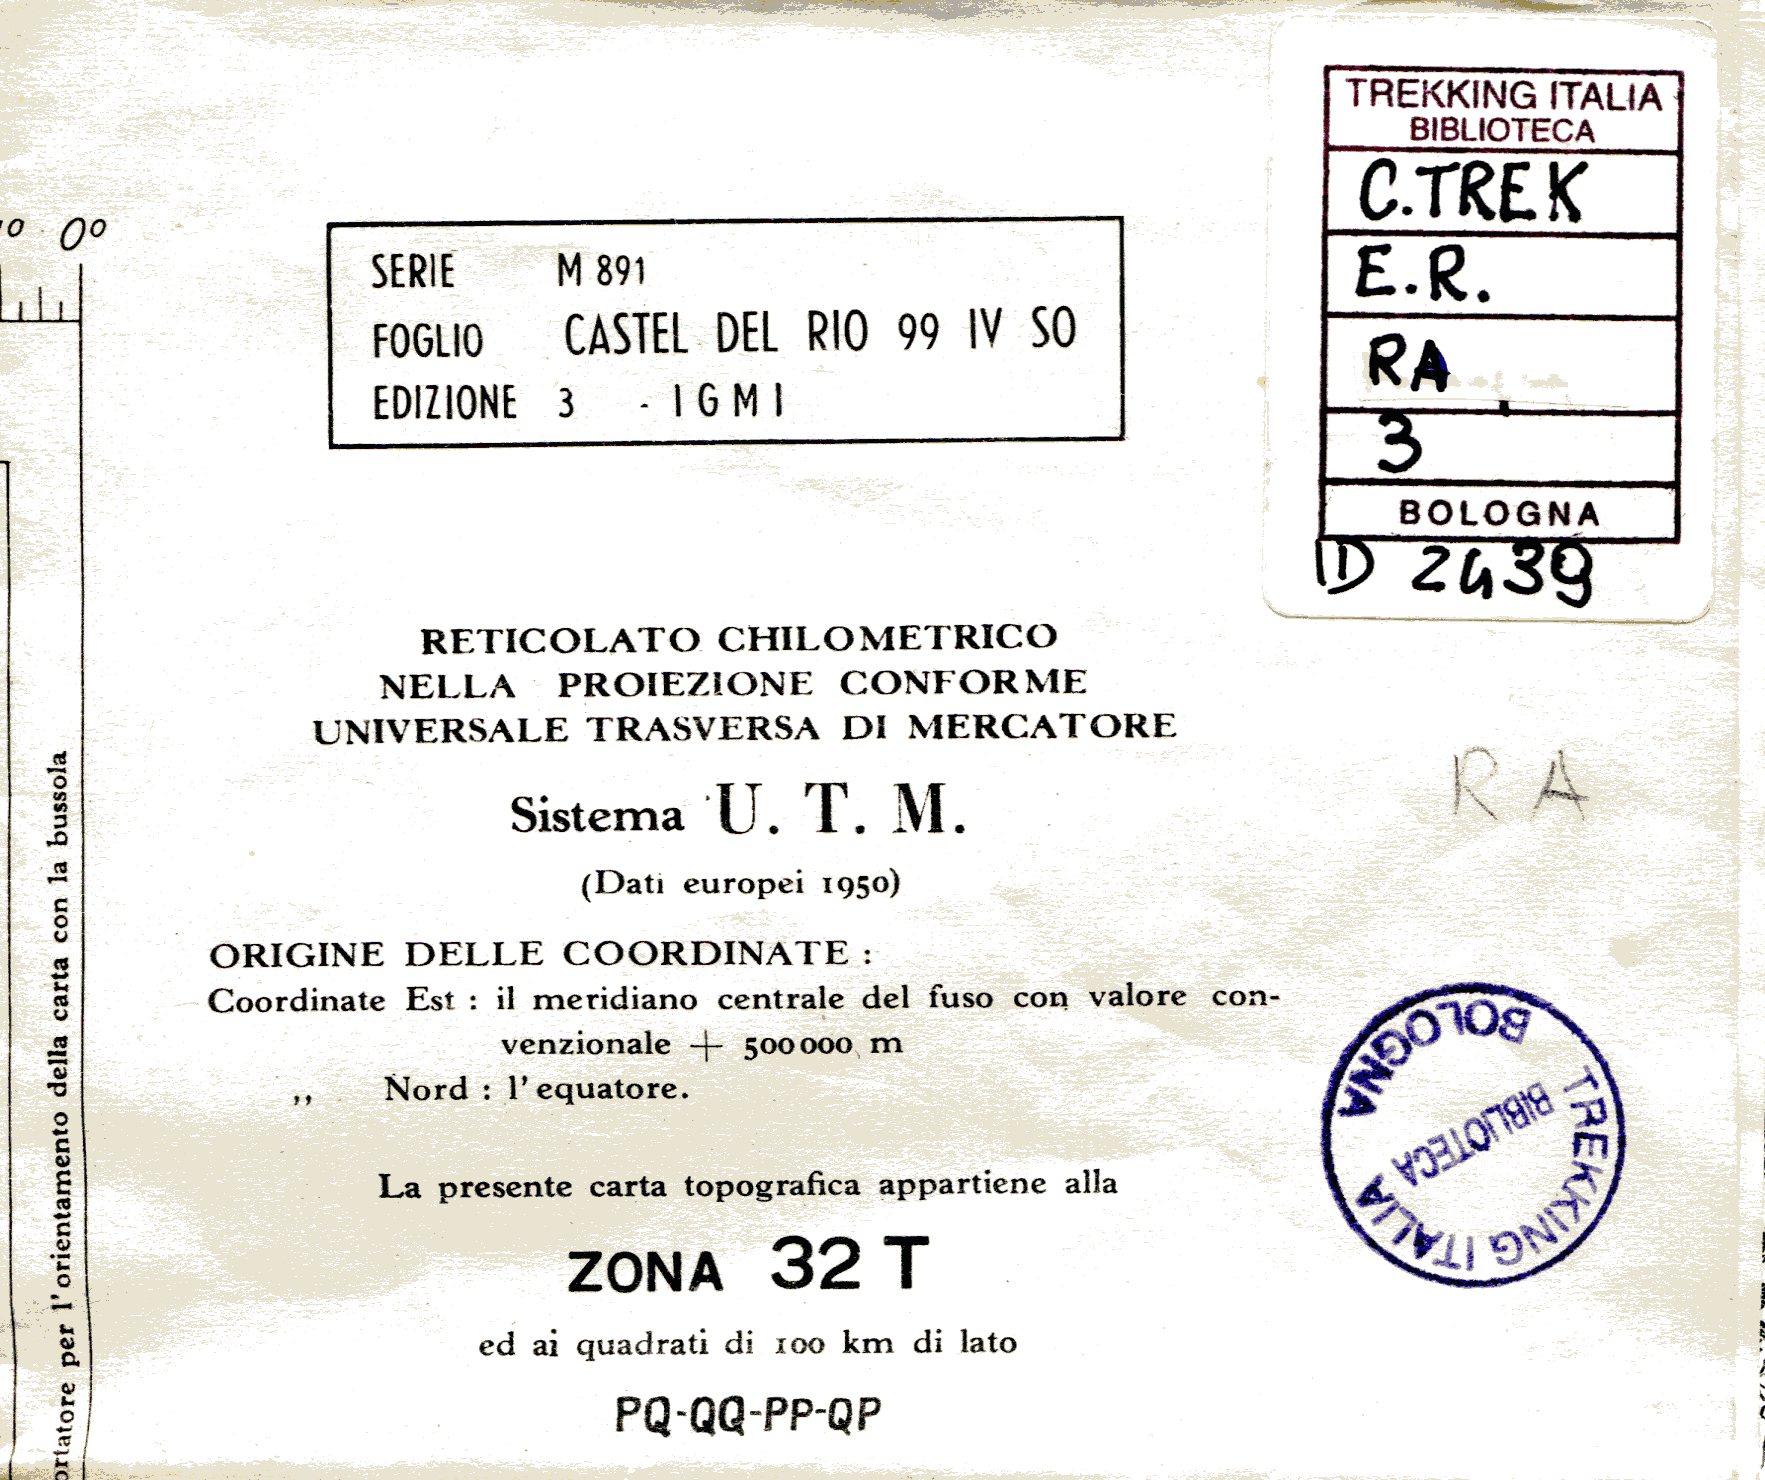 TREKKING ITALIA
BIBLIOTECA
C.TREK
E.R.
RA
3
BOLOGNA
ID 2439
0°
SERIE M 891
FOGLIO CASTEL DEL RIO 99 IV SO
EDIZIONE 3 - IGMI
RETICOLATO CHILOMETRICO
NELLA PROIEZIONE CONFORME
UNIVERSALE TRASVERSA DI MERCATORE
Sistema U. T. M.
(Dati europei 1950)
RA
ORIGINE DELLE COORDINATE :
Coordinate Est : il meridiano centrale del fuso con valore con-
venzionale + 500000 m
,, Nord : l'equatore.
La presente carta topografica appartiene alla
ZONA 32 T
ed ai quadrati di 100 km di lato
PQ-QQ-PP-QP
TREKKING ITALIA
BOLOGNA
BIBLIOTECA
per l'orientamento della carta con la bussola